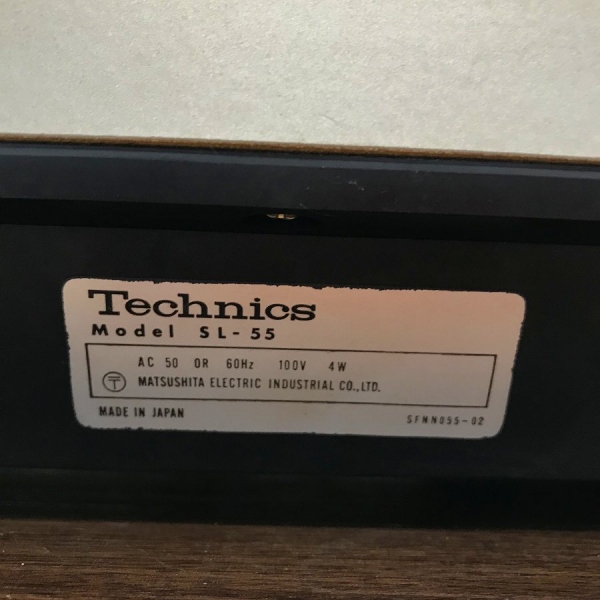 Technics
Model SL-55
AC 50 OR 60Hz 100V 4W
〒 MATSUSHITA ELECTRIC INDUSTRIAL CO.,LTD.
MADE IN JAPAN SFNN055-02